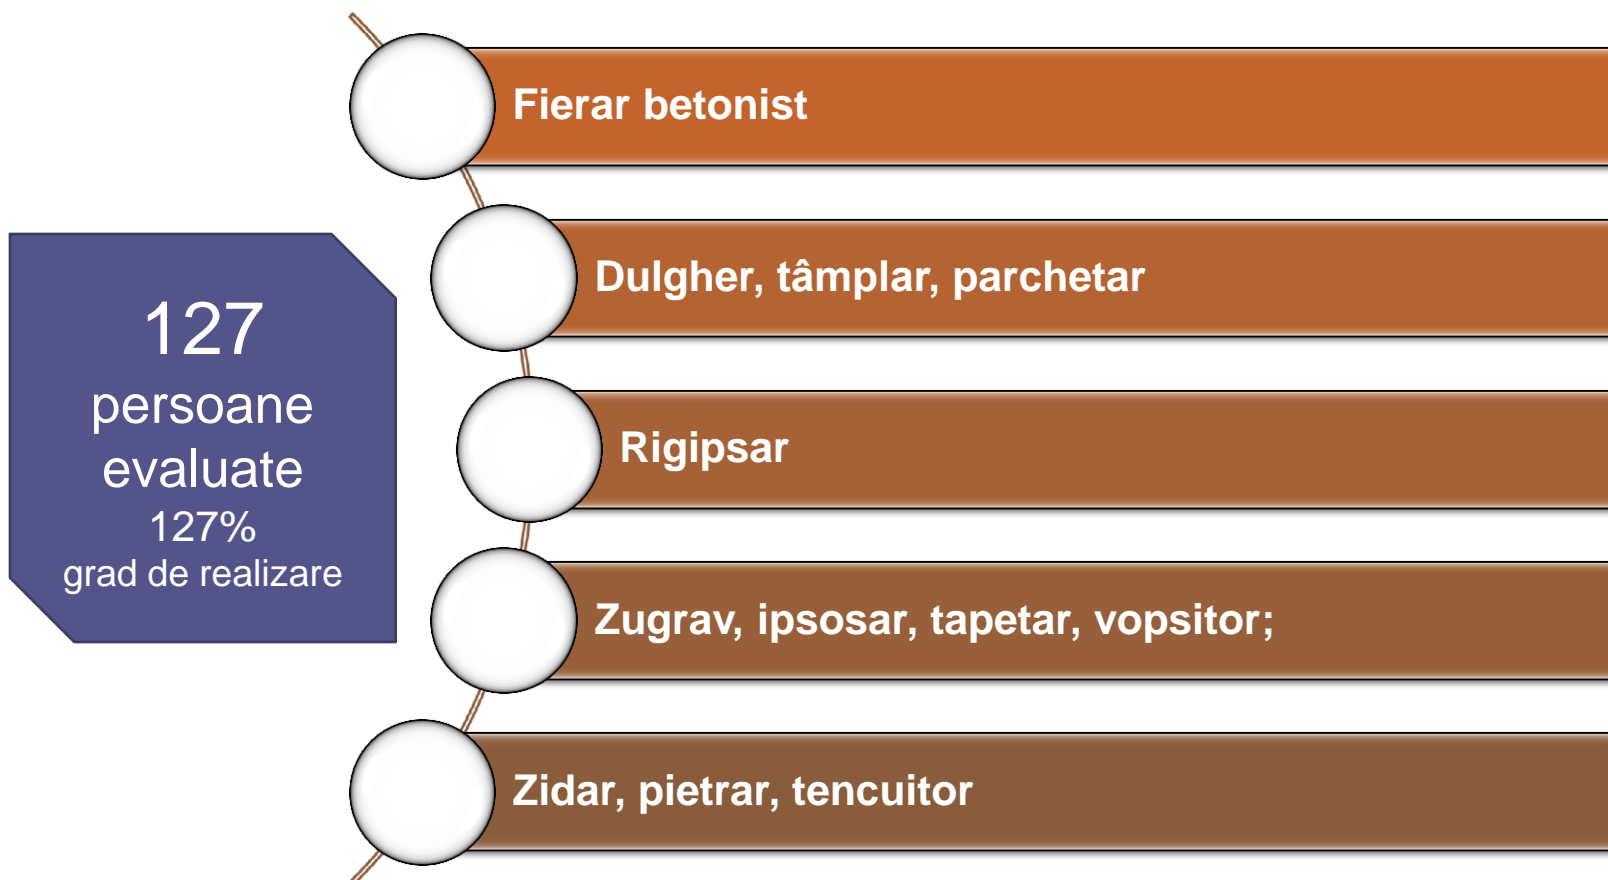 127
persoane
evaluate
127%
grad de realizare
Fierar betonist
Dulgher, tâmplar, parchetar
Rigipsar
Zugrav, ipsosar, tapetar, vopsitor;
Zidar, pietrar, tencuitor